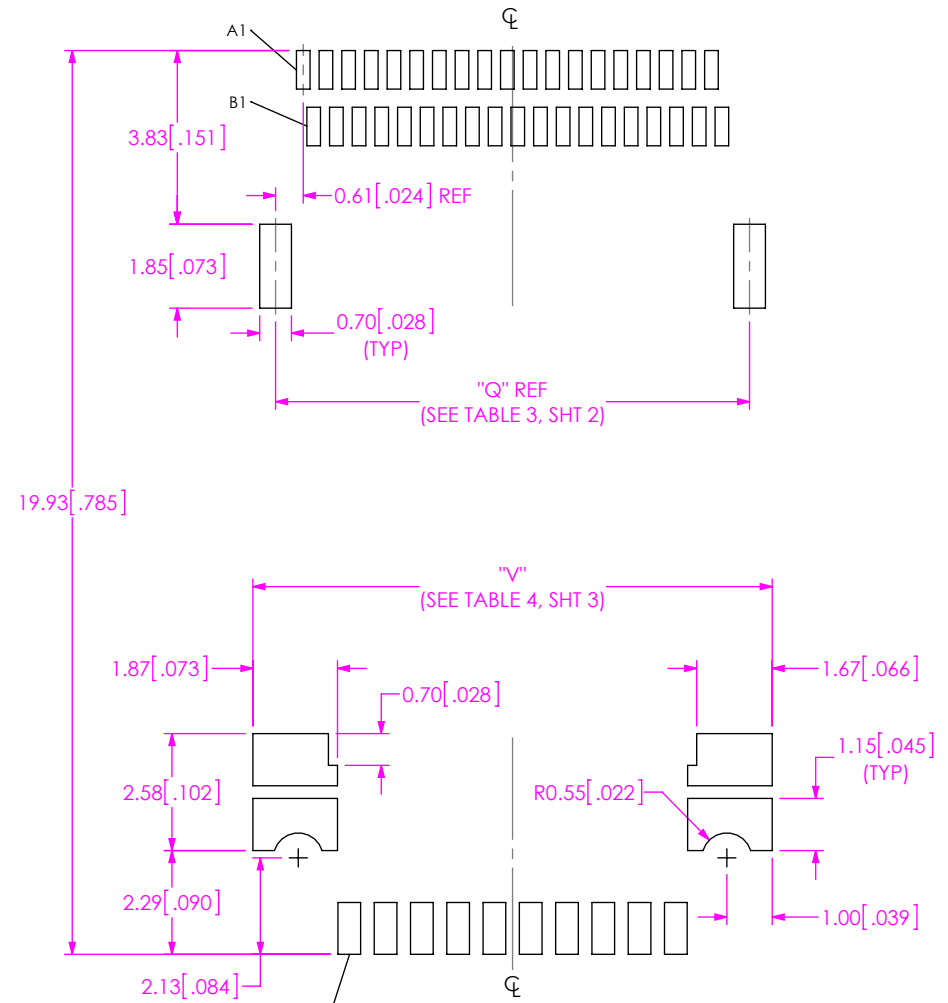 ℄
A1
B1
3.83[.151]
0.61[.024] REF
1.85[.073]
0.70[.028]
(TYP)
"Q" REF
(SEE TABLE 3, SHT 2)
19.93[.785]
"V"
(SEE TABLE 4, SHT 3)
1.87[.073]
1.67[.066]
0.70[.028]
1.15[.045]
(TYP)
2.58[.102]
R0.55[.022]
2.29[.090]
1.00[.039]
2.13[.084]
℄